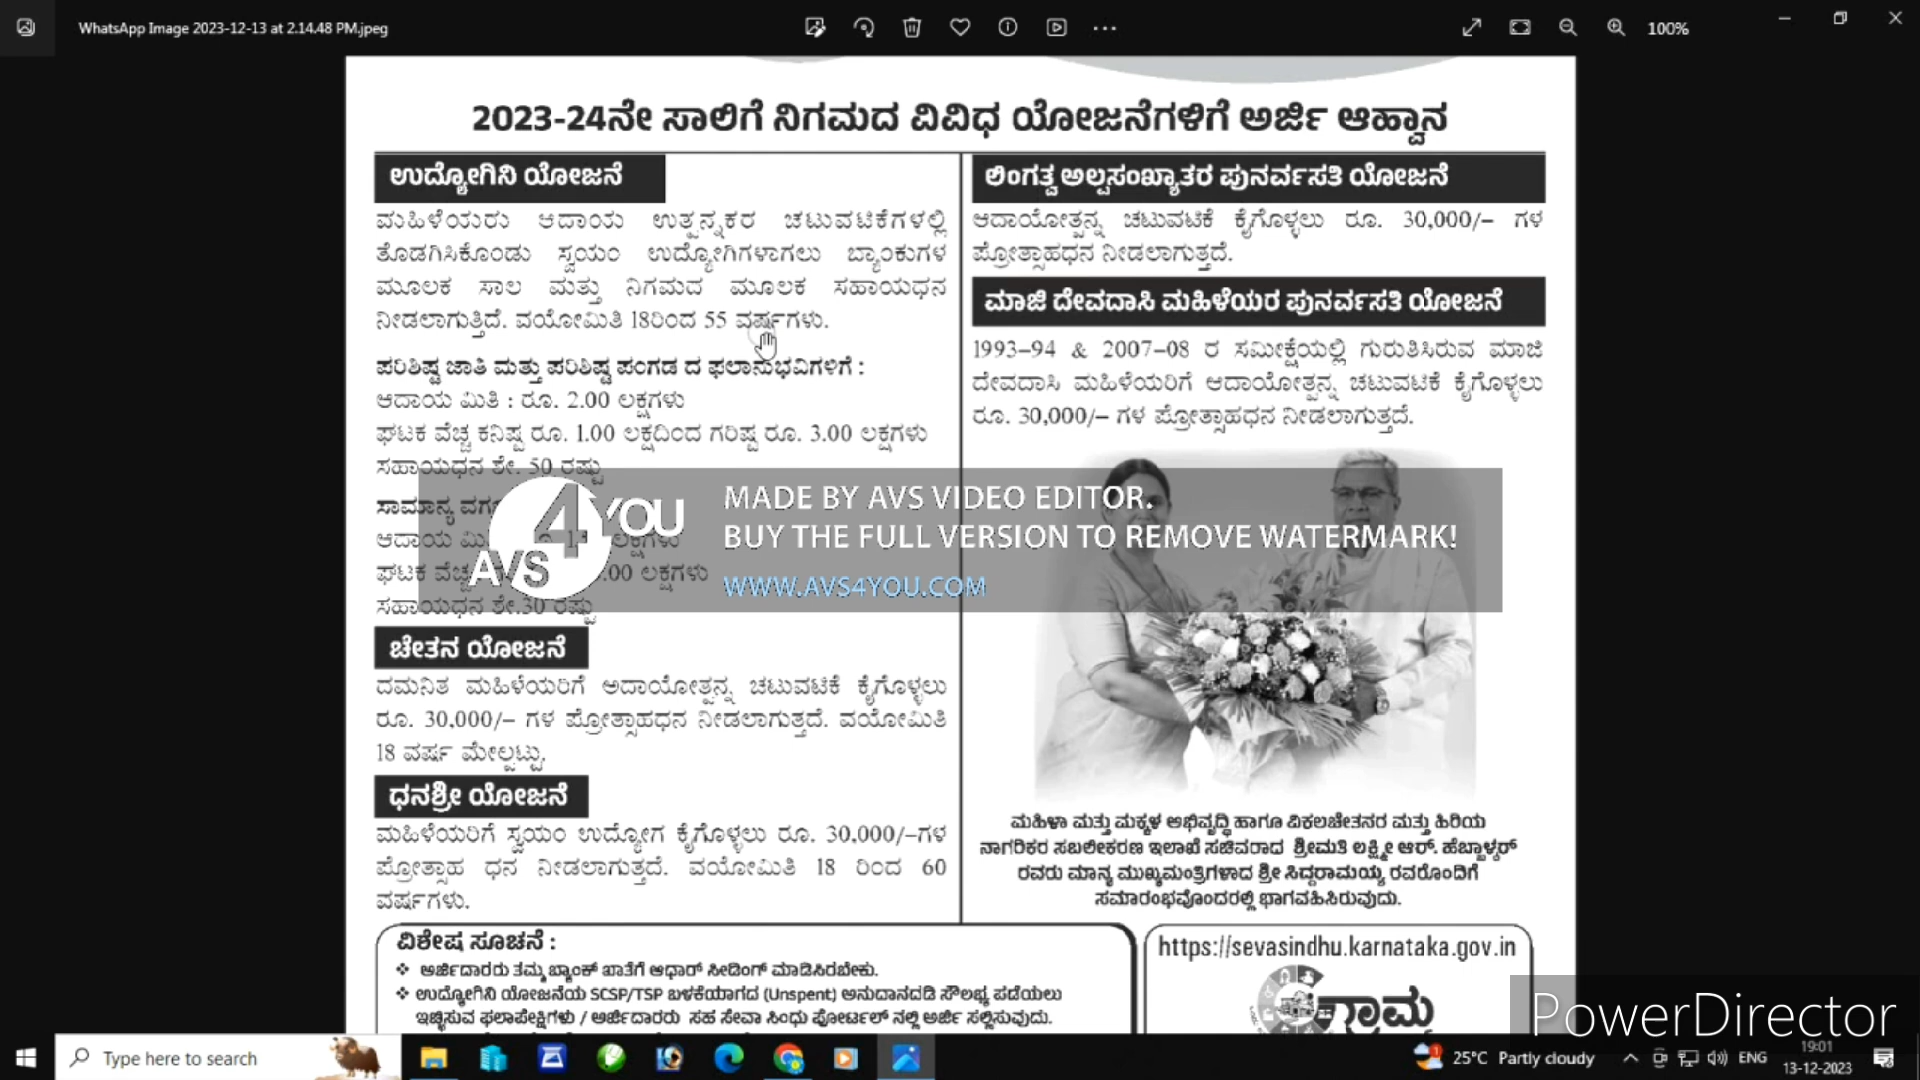 WhatsApp Image 2023-12-13 at 2.14.48 PM.jpeg
100%
2023-24ನೇ ಸಾಲಿಗೆ ನಿಗಮದ ವಿವಿಧ ಯೋಜನೆಗಳಿಗೆ ಅರ್ಜಿ ಆಹ್ವಾನ
ಉದ್ಯೋಗಿನಿ ಯೋಜನೆ
ಮಹಿಳೆಯರು ಆದಾಯ ಉತ್ಪನ್ನಕರ ಚಟುವಟಿಕೆಗಳಲ್ಲಿ
ತೊಡಗಿಸಿಕೊಂಡು ಸ್ವಯಂ ಉದ್ಯೋಗಿಗಳಾಗಲು ಬ್ಯಾಂಕುಗಳ
ಮೂಲಕ ಸಾಲ ಮತ್ತು ನಿಗಮದ ಮೂಲಕ ಸಹಾಯಧನ
ನೀಡಲಾಗುತ್ತಿದೆ. ವಯೋಮಿತಿ 18ರಿಂದ 55 ವರ್ಷಗಳು.
ಪರಿಶಿಷ್ಟ ಜಾತಿ ಮತ್ತು ಪರಿಶಿಷ್ಟ ಪಂಗಡ ದ ಫಲಾನುಭವಿಗಳಿಗೆ :
ಆದಾಯ ಮಿತಿ : ರೂ. 2.00 ಲಕ್ಷಗಳು
ಘಟಕ ವೆಚ್ಚ ಕನಿಷ್ಟ ರೂ. 1.00 ಲಕ್ಷದಿಂದ ಗರಿಷ್ಟ ರೂ. 3.00 ಲಕ್ಷಗಳು
ಸಹಾಯಧನ ಶೇ. 50 ರಷ್ಟು
ಸಾಮಾನ್ಯ
ಆದಾಯ ಲಕ್ಷಗಳು
ಘಟಕ ವೆಚ್ಚ .00 ಲಕ್ಷಗಳು
ಸಹಾಯಧನ ಶೇ.30 ರಷ್ಟು
ಚೇತನ ಯೋಜನೆ
ದಮನಿತ ಮಹಿಳೆಯರಿಗೆ ಅದಾಯೋತ್ಪನ್ನ ಚಟುವಟಿಕೆ ಕೈಗೊಳ್ಳಲು
ರೂ. 30,000/– ಗಳ ಪ್ರೋತ್ಸಾಹಧನ ನೀಡಲಾಗುತ್ತದೆ. ವಯೋಮಿತಿ
18 ವರ್ಷ ಮೇಲ್ಪಟ್ಟು.
ಧನಶ್ರೀ ಯೋಜನೆ
ಮಹಿಳೆಯರಿಗೆ ಸ್ವಯಂ ಉದ್ಯೋಗ ಕೈಗೊಳ್ಳಲು ರೂ. 30,000/–ಗಳ
ಪ್ರೋತ್ಸಾಹ ಧನ ನೀಡಲಾಗುತ್ತದೆ. ವಯೋಮಿತಿ 18 ರಿಂದ 60
ವರ್ಷಗಳು.
ಲಿಂಗತ್ವ ಅಲ್ಪಸಂಖ್ಯಾತರ ಪುನರ್ವಸತಿ ಯೋಜನೆ
ಆದಾಯೋತ್ಪನ್ನ ಚಟುವಟಿಕೆ ಕೈಗೊಳ್ಳಲು ರೂ. 30,000/– ಗಳ
ಪ್ರೋತ್ಸಾಹಧನ ನೀಡಲಾಗುತ್ತದೆ.
ಮಾಜಿ ದೇವದಾಸಿ ಮಹಿಳೆಯರ ಪುನರ್ವಸತಿ ಯೋಜನೆ
1993–94 & 2007–08 ರ ಸಮೀಕ್ಷೆಯಲ್ಲಿ ಗುರುತಿಸಿರುವ ಮಾಜಿ
ದೇವದಾಸಿ ಮಹಿಳೆಯರಿಗೆ ಆದಾಯೋತ್ಪನ್ನ ಚಟುವಟಿಕೆ ಕೈಗೊಳ್ಳಲು
ರೂ. 30,000/– ಗಳ ಪ್ರೋತ್ಸಾಹಧನ ನೀಡಲಾಗುತ್ತದೆ.
AVS4YOU
MADE BY AVS VIDEO EDITOR.
BUY THE FULL VERSION TO REMOVE WATERMARK!
WWW.AVS4YOU.COM
ಮಹಿಳಾ ಮತ್ತು ಮಕ್ಕಳ ಅಭಿವೃದ್ಧಿ ಹಾಗೂ ವಿಕಲಚೇತನರ ಮತ್ತು ಹಿರಿಯ
ನಾಗರಿಕರ ಸಬಲೀಕರಣ ಇಲಾಖೆ ಸಚಿವರಾದ ಶ್ರೀಮತಿ ಲಕ್ಷ್ಮೀ ಆರ್. ಹೆಬ್ಬಾಳ್ಕರ್
ರವರು ಮಾನ್ಯ ಮುಖ್ಯಮಂತ್ರಿಗಳಾದ ಶ್ರೀ ಸಿದ್ದರಾಮಯ್ಯ ರವರೊಂದಿಗೆ
ಸಮಾರಂಭವೊಂದರಲ್ಲಿ ಭಾಗವಹಿಸಿರುವುದು.
ವಿಶೇಷ ಸೂಚನೆ :
❖ ಅರ್ಜಿದಾರರು ತಮ್ಮ ಬ್ಯಾಂಕ್ ಖಾತೆಗೆ ಆಧಾರ್ ಸೀಡಿಂಗ್ ಮಾಡಿಸಿರಬೇಕು.
❖ ಉದ್ಯೋಗಿನಿ ಯೋಜನೆಯ SCSP/TSP ಬಳಕೆಯಾಗದ (Unspent) ಅನುದಾನದಡಿ ಸೌಲಭ್ಯ ಪಡೆಯಲು
ಇಚ್ಛಿಸುವ ಫಲಾಪೇಕ್ಷಿಗಳು / ಅರ್ಜಿದಾರರು ಸಹ ಸೇವಾ ಸಿಂಧು ಪೋರ್ಟಲ್ ನಲ್ಲಿ ಅರ್ಜಿ ಸಲ್ಲಿಸುವುದು.
https://sevasindhu.karnataka.gov.in
ಗ್ರಾಮ
PowerDirector
Type here to search
25°C Partly cloudy
ENG
19:01
13-12-2023